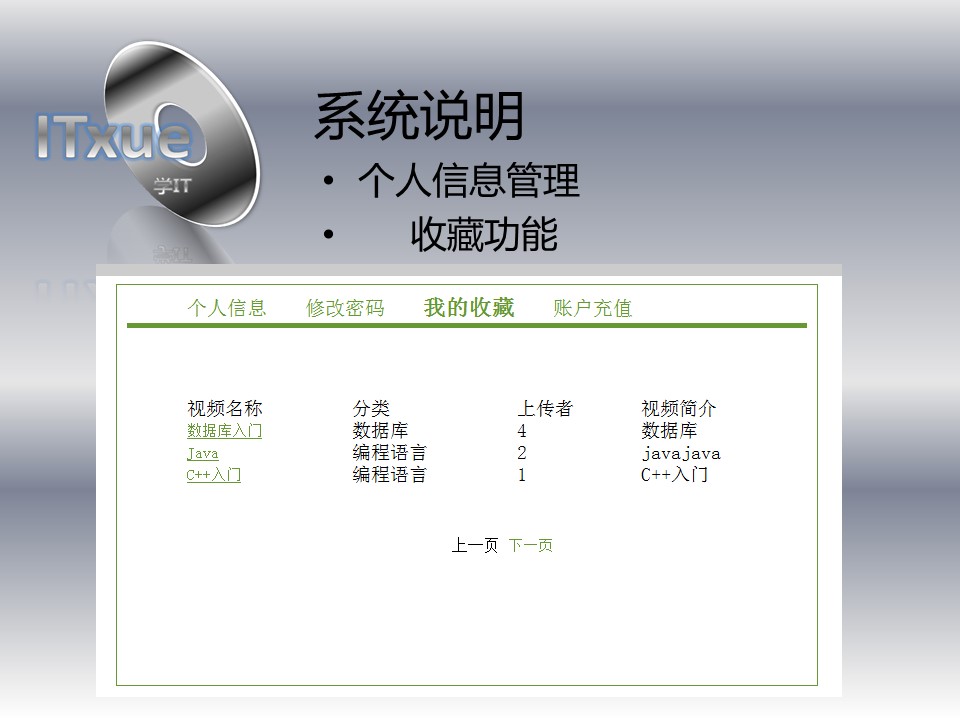 ITxue
学IT
系统说明
• 个人信息管理
• 收藏功能
个人信息 修改密码 我的收藏 账户充值
视频名称 分类 上传者 视频简介
数据库入门 数据库 4 数据库
Java 编程语言 2 javajava
C++入门 编程语言 1 C++入门
上一页 下一页